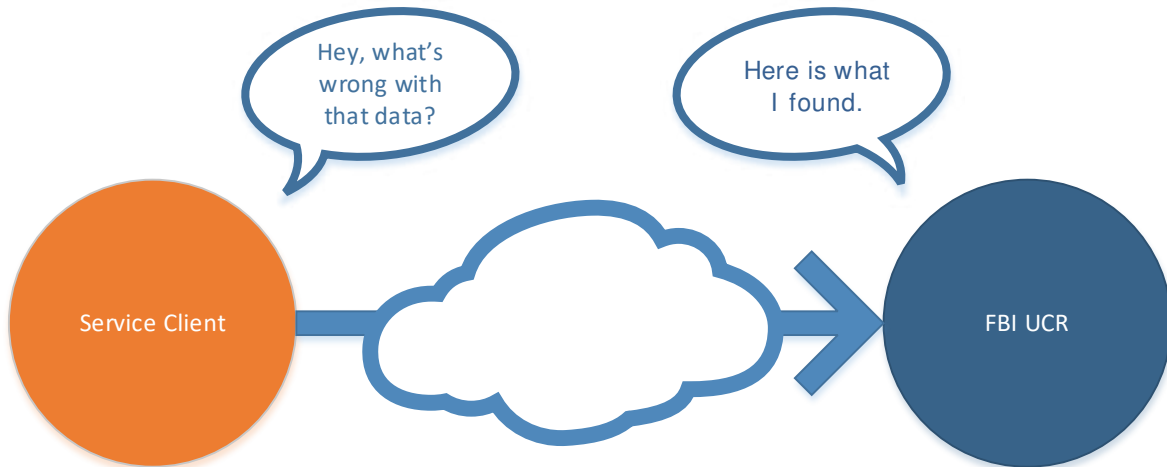 Hey, what’s
wrong with
that data?
Here is what
I found.
Service Client
FBI UCR